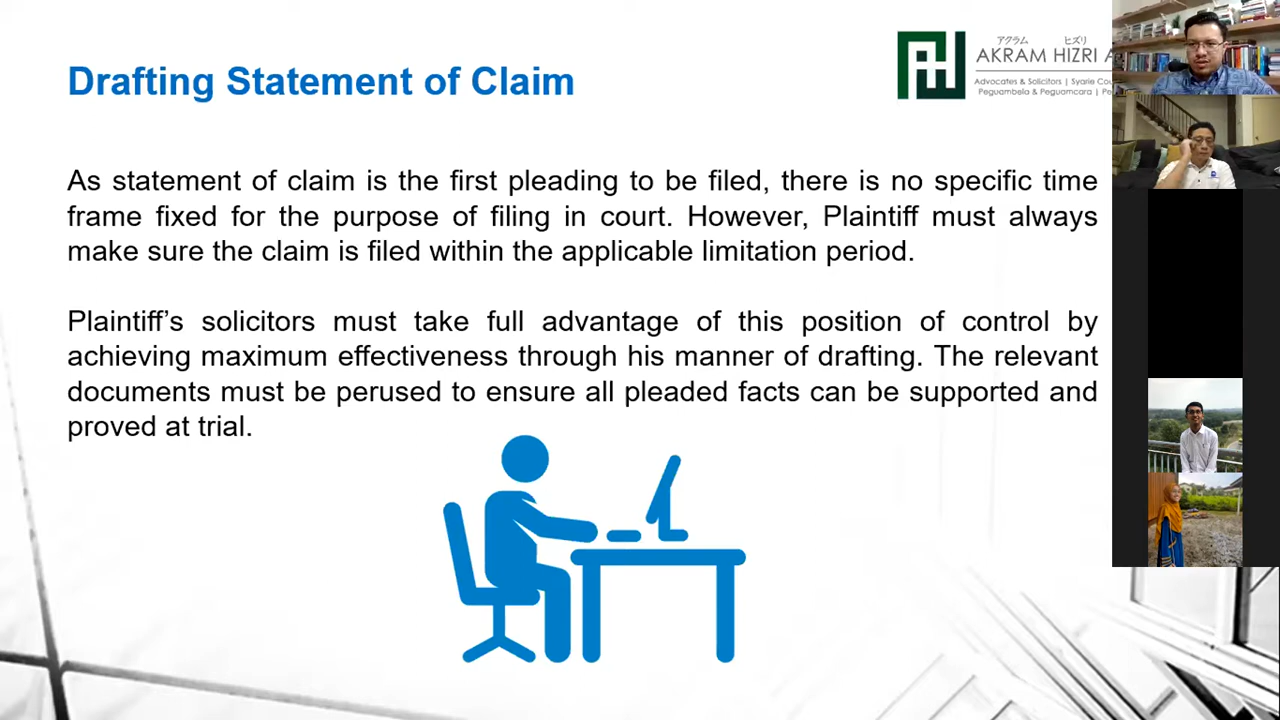 Drafting Statement of Claim
アクラム ヒズリ
AKRAM HIZRI A
Advocates & Solicitors | Syarie Cou
Peguambela & Peguamcara | Pe
As statement of claim is the first pleading to be filed, there is no specific time
frame fixed for the purpose of filing in court. However, Plaintiff must always
make sure the claim is filed within the applicable limitation period.
Plaintiff’s solicitors must take full advantage of this position of control by
achieving maximum effectiveness through his manner of drafting. The relevant
documents must be perused to ensure all pleaded facts can be supported and
proved at trial.